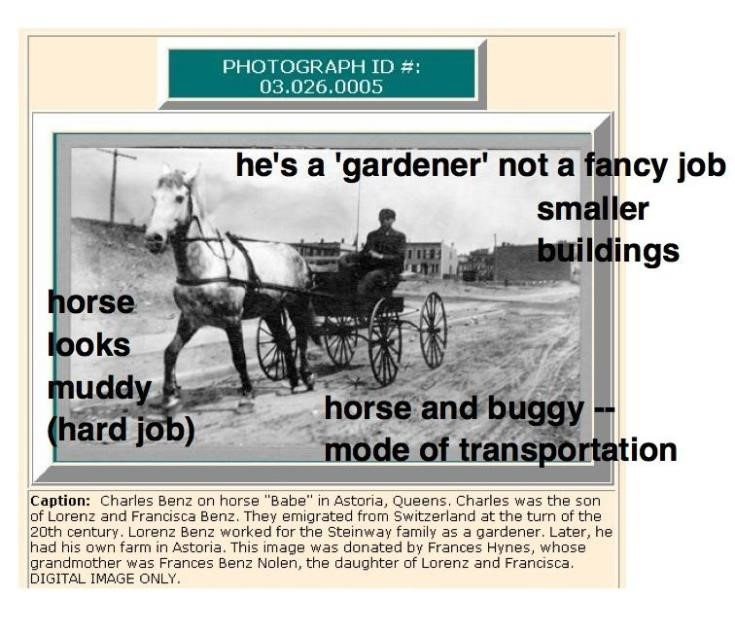 PHOTOGRAPH ID #:
03.026.0005
he's a 'gardener' not a fancy job
smaller
buildings
horse
looks
muddy
(hard job)
horse and buggy --
mode of transportation
Caption: Charles Benz on horse "Babe" in Astoria, Queens. Charles was the son
of Lorenz and Francisca Benz. They emigrated from Switzerland at the turn of the
20th century. Lorenz Benz worked for the Steinway family as a gardener. Later, he
had his own farm in Astoria. This image was donated by Frances Hynes, whose
grandmother was Frances Benz Nolen, the daughter of Lorenz and Francisca.
DIGITAL IMAGE ONLY.